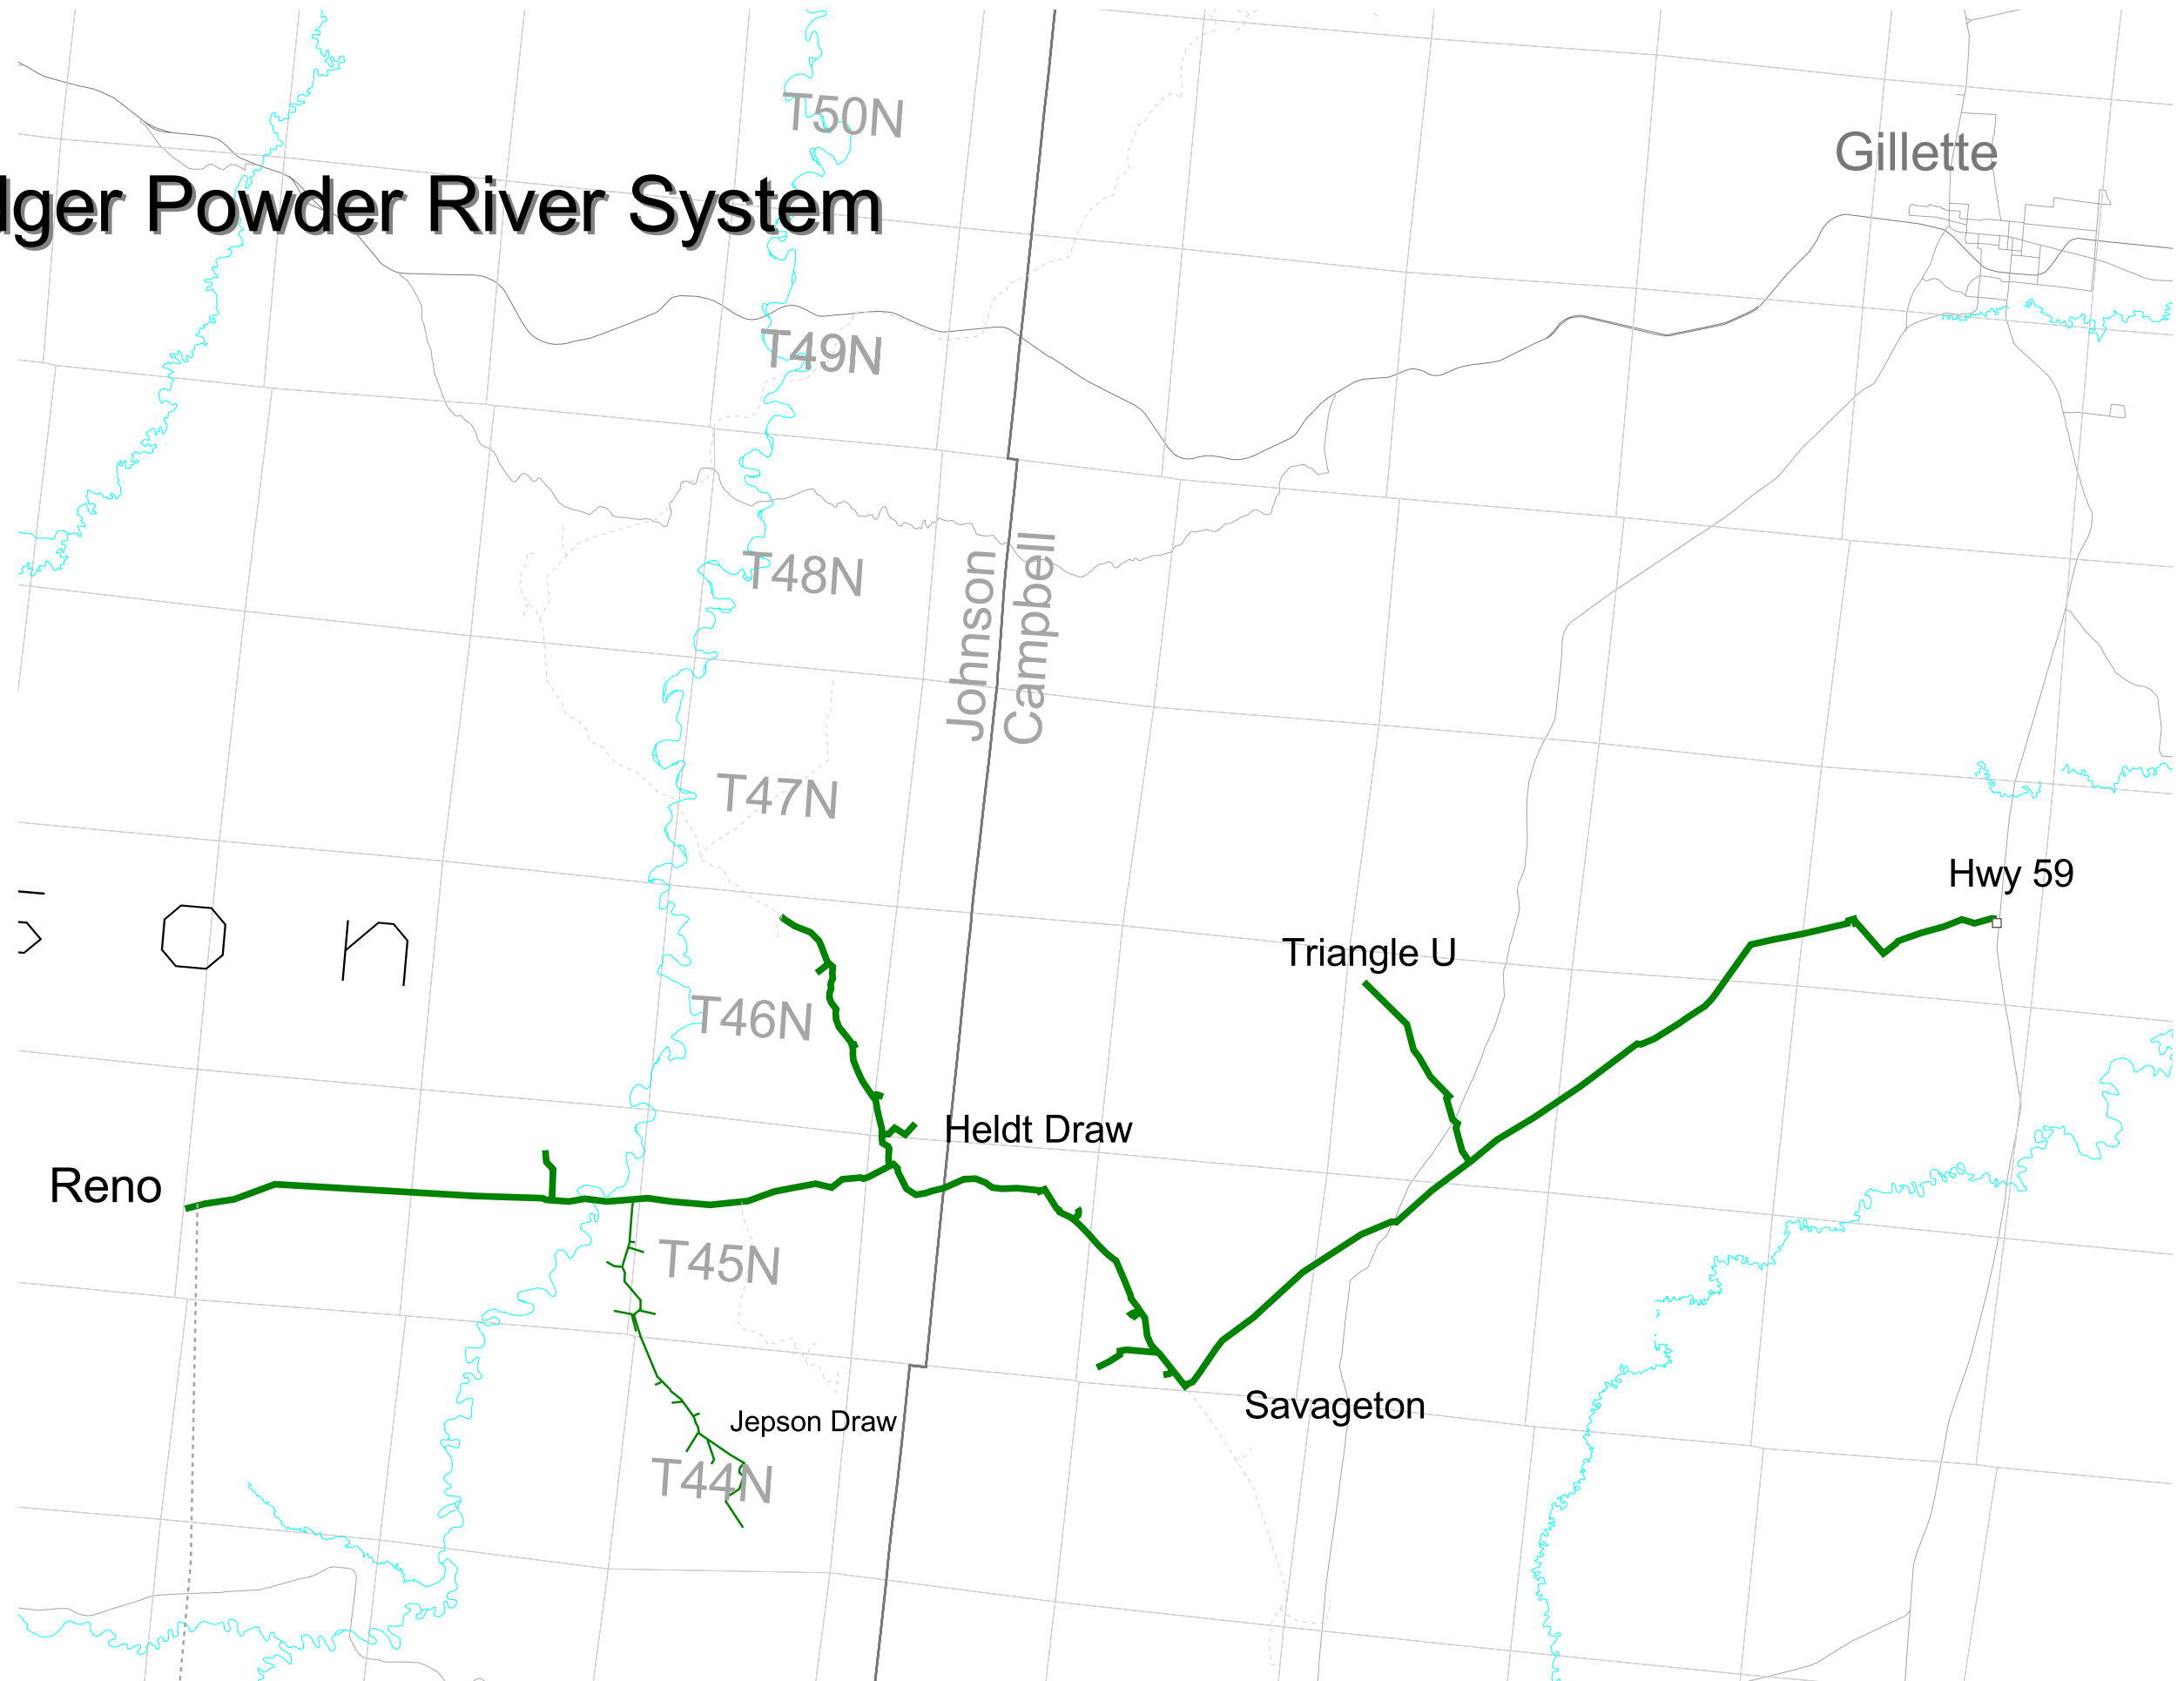 T50N
Gillette
dger Powder River System
T49N
T48N
Johnson
Campbell
T47N
Hwy 59
s o n
Triangle U
T46N
Heldt Draw
Reno
T45N
Savageton
Jepson Draw
T44N